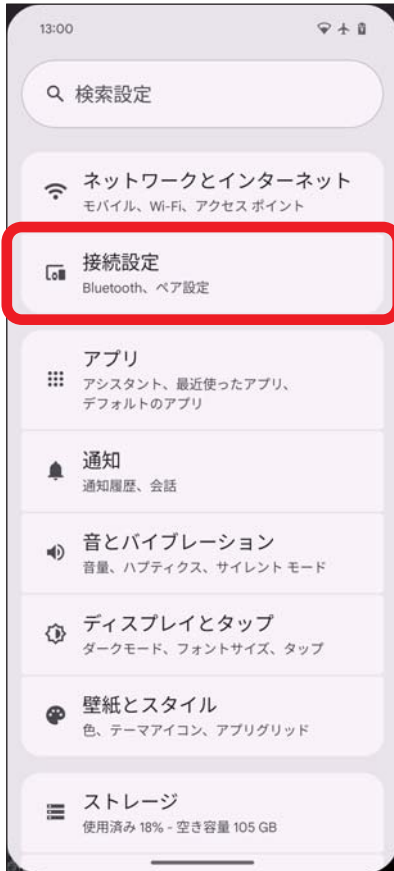 13:00
検索設定
ネットワークとインターネット
モバイル、Wi-Fi、アクセス ポイント
接続設定
Bluetooth、ペア設定
アプリ
アシスタント、最近使ったアプリ、
デフォルトのアプリ
通知
通知履歴、会話
音とバイブレーション
音量、ハプティクス、サイレント モード
ディスプレイとタップ
ダークモード、フォントサイズ、タップ
壁紙とスタイル
色、テーマアイコン、アプリグリッド
ストレージ
使用済み 18% - 空き容量 105 GB